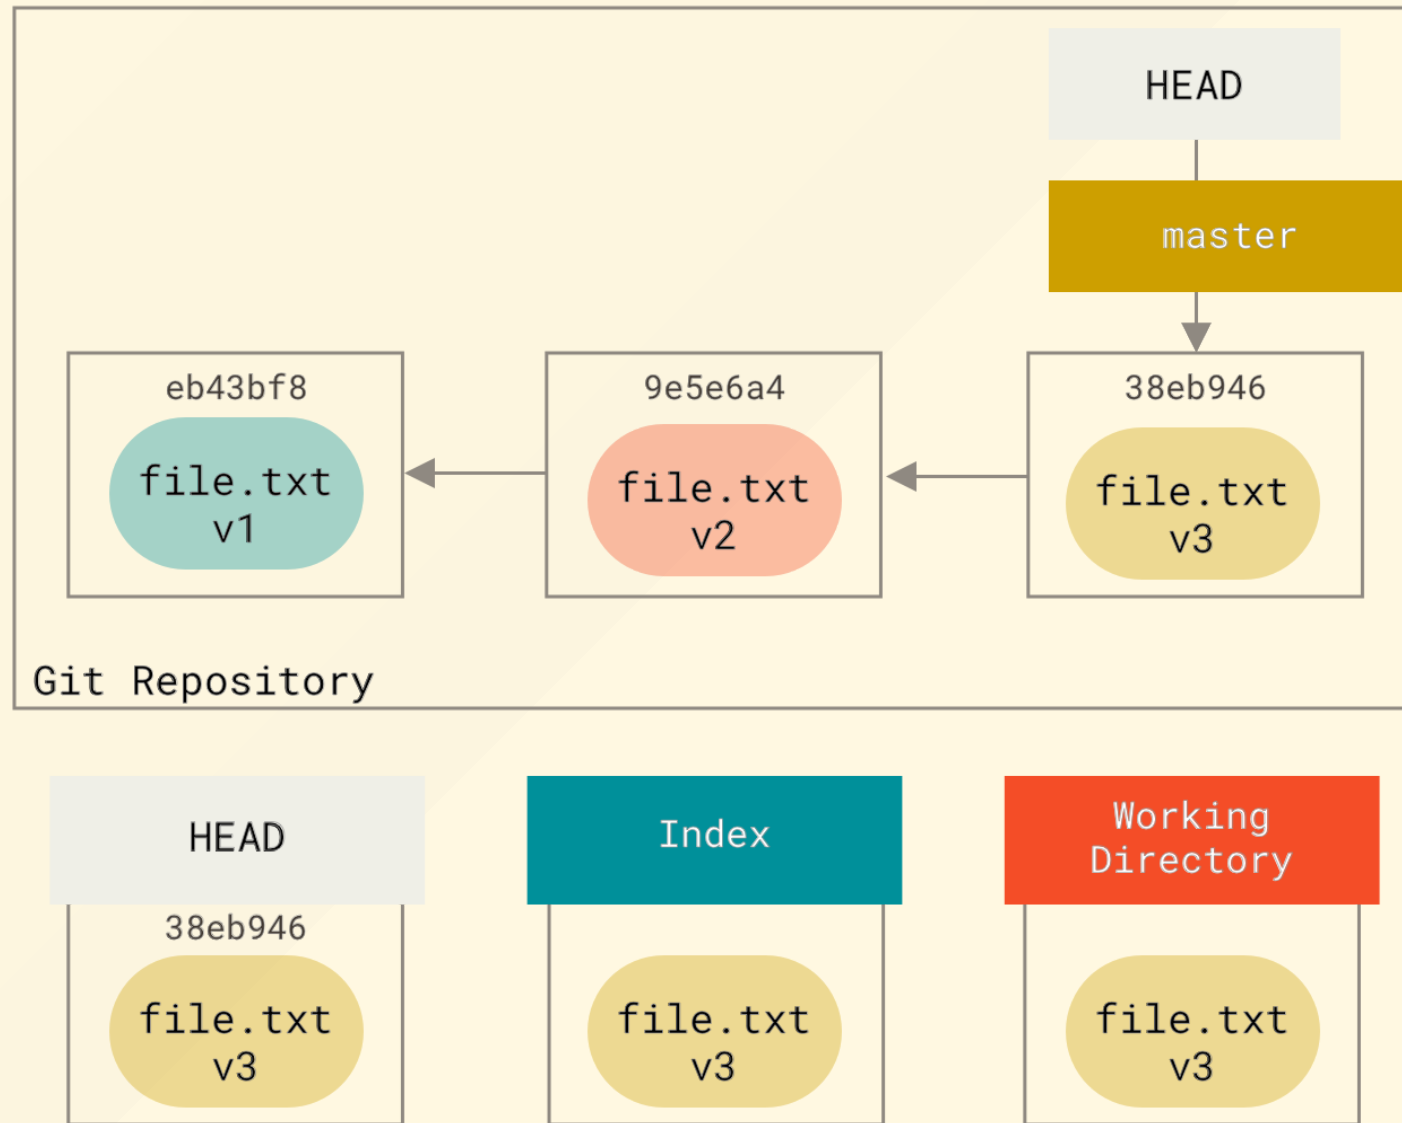 HEAD
master
eb43bf8
9e5e6a4
38eb946
file.txt
v1
file.txt
v2
file.txt
v3
Git Repository
HEAD
Index
Working
Directory
38eb946
file.txt
v3
file.txt
v3
file.txt
v3